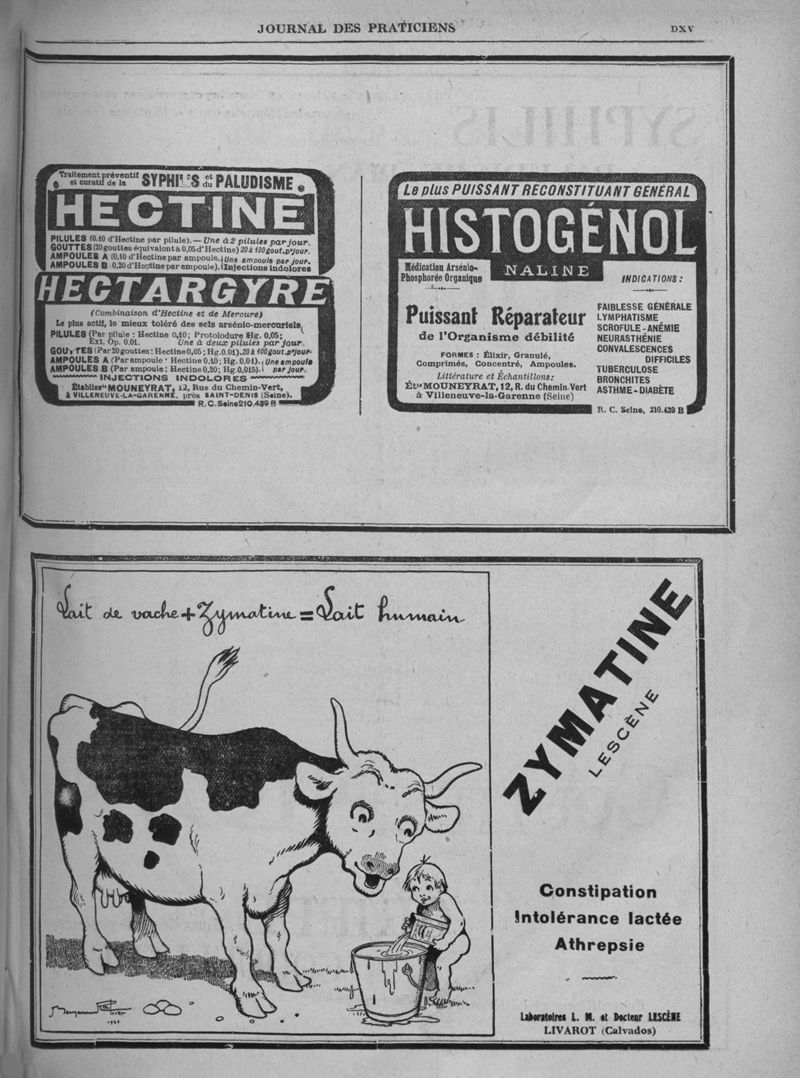 JOURNAL DES PRATICIENS
DXV
Traitement préventif
et curatif de la
SYPHILIS et du PALUDISME
HECTINE
PILULES (0.10 d'Hectine par pilule). — Une à 2 pilules par jour.
GOUTTES (20 gouttes équivalent à 0,05 d'Hectine) 20 à 100 gout. p' jour.
AMPOULES A (0,10 d'Hectine par ampoule.) Une ampoule par jour.
AMPOULES B (0,20 d'Hectine par ampoule). Injections indolores
HECTARGYRE
(Combinaison d'Hectine et de Mercure)
Le plus actif, le mieux toléré des sels arsénio-mercuriels.
PILULES (Par pilule : Hectine 0,10; Protoiodure Hg. 0,05;
Ext. Op. 0.01. Une à deux pilules par jour.
GOUTTES (Par 20 gouttes: Hectine 0,05; Hg. 0.01). 20 à 100 gout. p' jour.
AMPOULES A (Par ampoule : Hectine 0.10; Hg. 0.01). Une ampoule
AMPOULES B (Par ampoule: Hectine 0,20; Hg. 0,015). par jour.
INJECTIONS INDOLORES
Établiss.ts MOUNEYRAT, 12, Rue du Chemin-Vert,
à VILLENEUVE-LA-GARENNE, près SAINT-DENIS (Seine).
R. C. Seine 210.439 B
Le plus PUISSANT RECONSTITUANT GÉNÉRAL
HISTOGÉNOL
NALINE
Médication Arsénio-
Phosphorée Organique
Puissant Réparateur
de l'Organisme débilité
FORMES : Élixir, Granulé,
Comprimés, Concentré, Ampoules.
Littérature et Échantillons:
Ét.ts MOUNEYRAT, 12, R. du Chemin-Vert
à Villeneuve-la-Garenne (Seine)
INDICATIONS :
FAIBLESSE GÉNÉRALE
LYMPHATISME
SCROFULE - ANÉMIE
NEURASTHÉNIE
CONVALESCENCES
DIFFICILES
TUBERCULOSE
BRONCHITES
ASTHME - DIABÈTE
R. C. Seine, 210.439 B
Lait de vache + Zymatine = Lait humain
ZYMATINE
LESCÈNE
Constipation
Intolérance lactée
Athrepsie
Laboratoires L. M. et Docteur LESCÈNE
LIVAROT (Calvados)